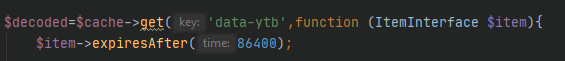 $decoded=$cache->get( key: 'data-ytb',function (ItemInterface $item){
$item->expiresAfter( time: 86400);